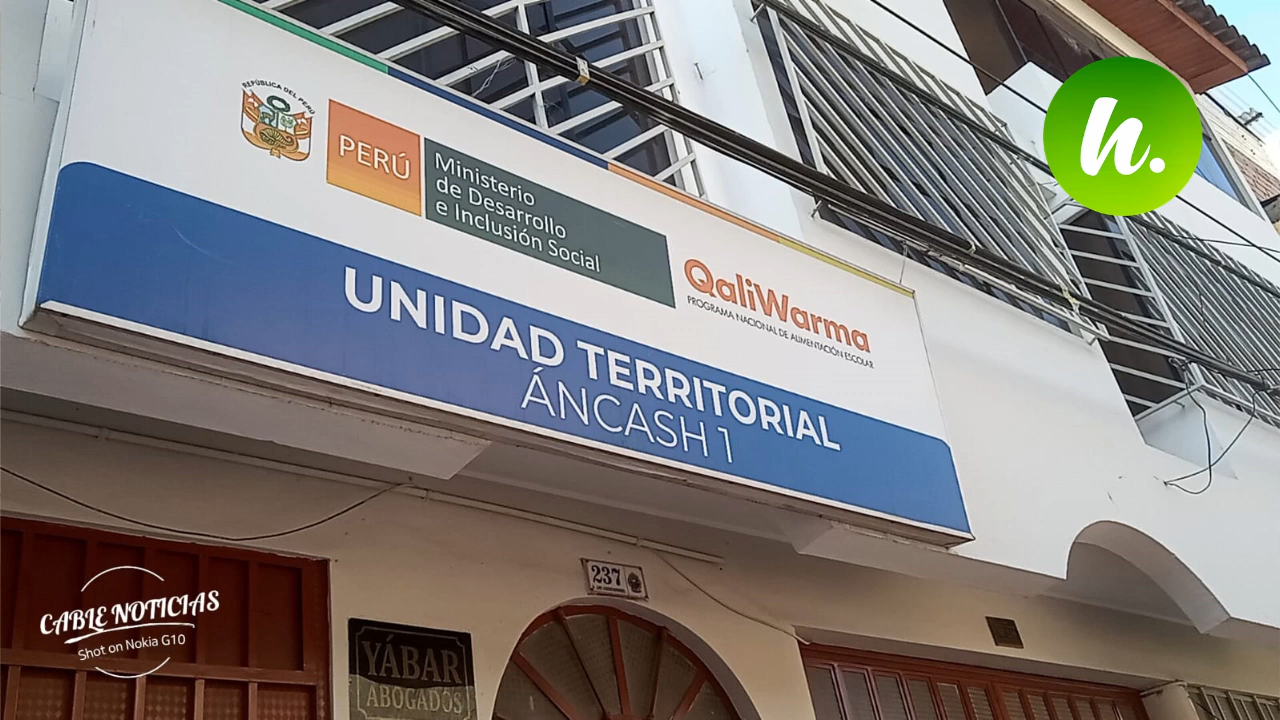 REPÚBLICA DEL PERÚ
PERÚ
Ministerio
de Desarrollo
e Inclusión Social
QaliWarma
PROGRAMA NACIONAL DE ALIMENTACIÓN ESCOLAR
UNIDAD TERRITORIAL
ÁNCASH 1
h.
237
YÁBAR
ABOGADOS
CABLE NOTICIAS
Shot on Nokia G10